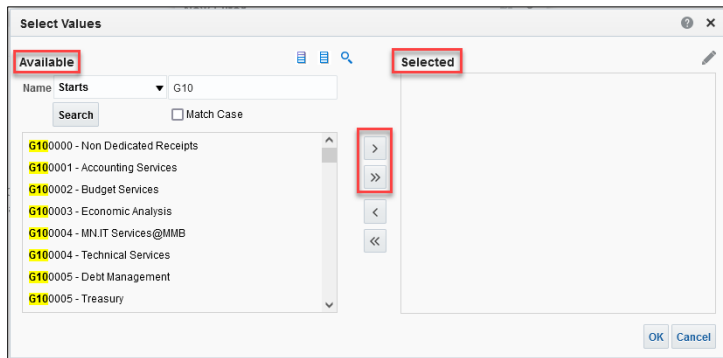 Select Values
Available
Selected
Name Starts G10
Search Match Case
G100000 - Non Dedicated Receipts
G100001 - Accounting Services
G100002 - Budget Services
G100003 - Economic Analysis
G100004 - MN.IT Services@MMB
G100004 - Technical Services
G100005 - Debt Management
G100005 - Treasury
OK Cancel